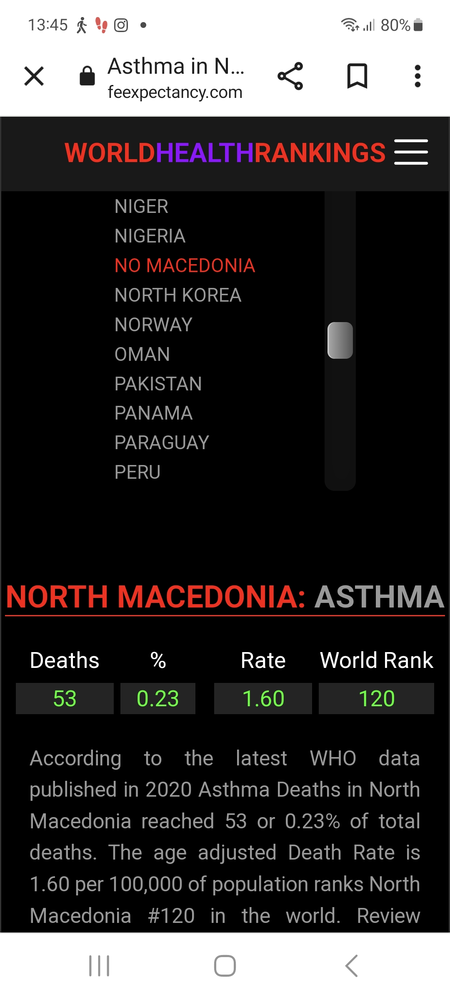 13:45
80%
Asthma in N...
feexpectancy.com
WORLDHEALTHRANKINGS
NIGER
NIGERIA
NO MACEDONIA
NORTH KOREA
NORWAY
OMAN
PAKISTAN
PANAMA
PARAGUAY
PERU
NORTH MACEDONIA: ASTHMA
Deaths % Rate World Rank
53 0.23 1.60 120
According to the latest WHO data
published in 2020 Asthma Deaths in North
Macedonia reached 53 or 0.23% of total
deaths. The age adjusted Death Rate is
1.60 per 100,000 of population ranks North
Macedonia #120 in the world. Review